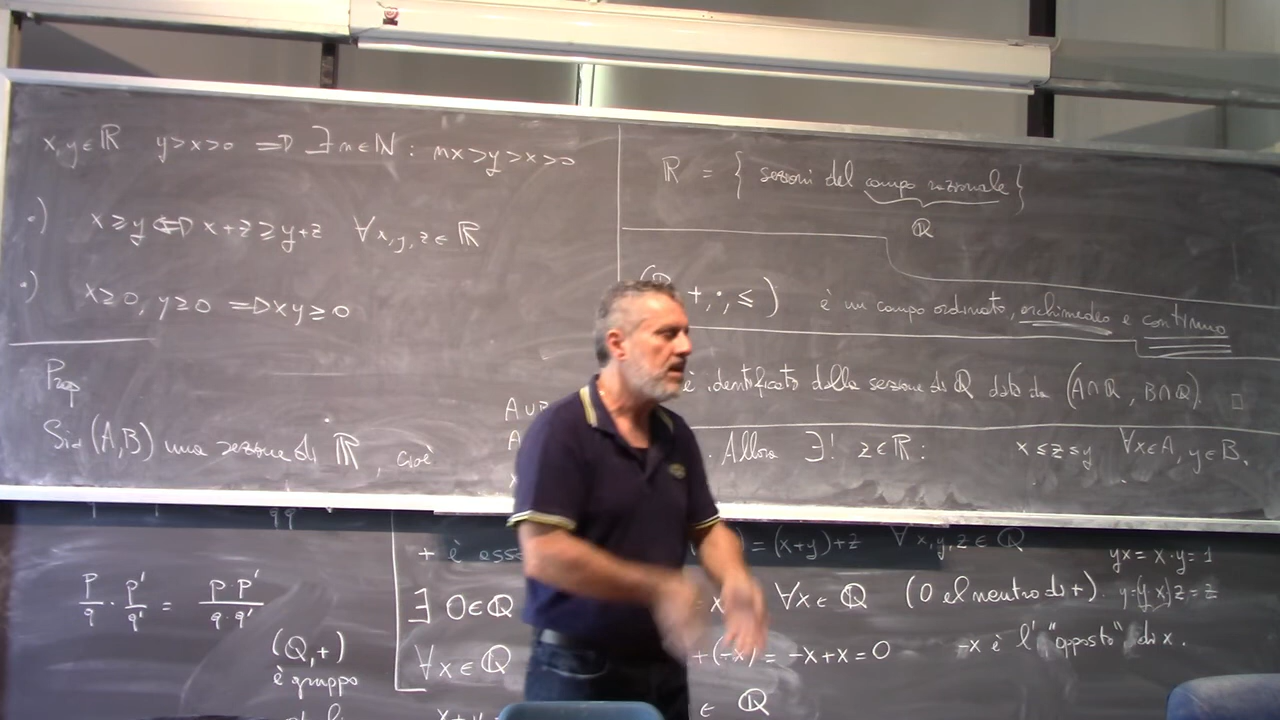 x,y∈ℝ y>x>0 ⇒ ∃n∈ℕ: nx>y>x>0
•) x≥y ⇔ x+z≥y+z ∀x,y,z∈ℝ
•) x≥0, y≥0 ⇒ xy≥0
Prop
Sia (A,B) una sezione di ℝ, cioè
A∪B
A
x
ℝ = { sezioni del campo razionale }
ℚ
+, ·, ≤ ) è un campo ordinato, archimedeo e continuo
è identificato dalla sezione di ℚ data da (A∩ℚ, B∩ℚ). □
. Allora ∃! z∈ℝ: x≤z≤y ∀x∈A, y∈B.
p/q · p'/q' = p·p'/q·q'
(ℚ,+)
è gruppo
+ è asso ) = (x+y)+z ∀x,y,z∈ℚ
∃ 0∈ℚ = x ∀x∈ℚ (0 el neutro di +).
∀x∈ℚ +(-x) = -x+x = 0 -x è l'"opposto" di x.
x+y ∈ ℚ
yx = x·y = 1
y·(y x)z = z